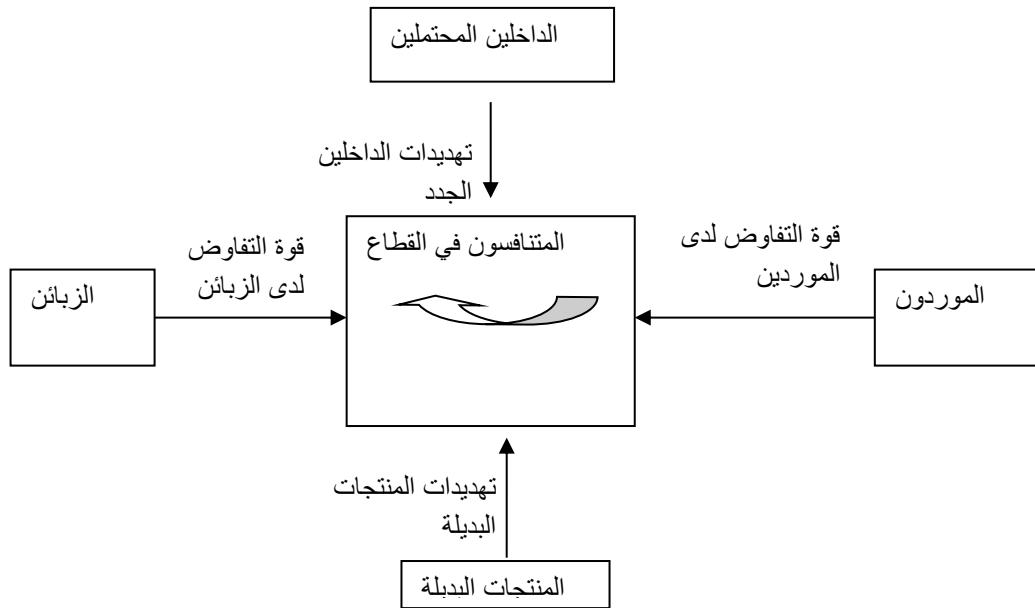 الداخلين المحتملين
تهديدات الداخلين
الجدد
المتنافسون في القطاع
قوة التفاوض لدى
الموردين
الموردون
قوة التفاوض
لدى الزبائن
الزبائن
تهديدات المنتجات
البديلة
المنتجات البديلة